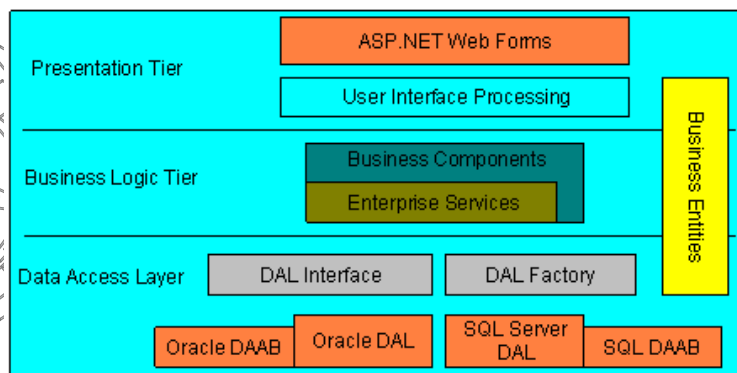 ASP.NET Web Forms
Presentation Tier
User Interface Processing
Business Entities
Business Components
Business Logic Tier
Enterprise Services
Data Access Layer
DAL Interface
DAL Factory
Oracle DAAB
Oracle DAL
SQL Server
DAL
SQL DAAB